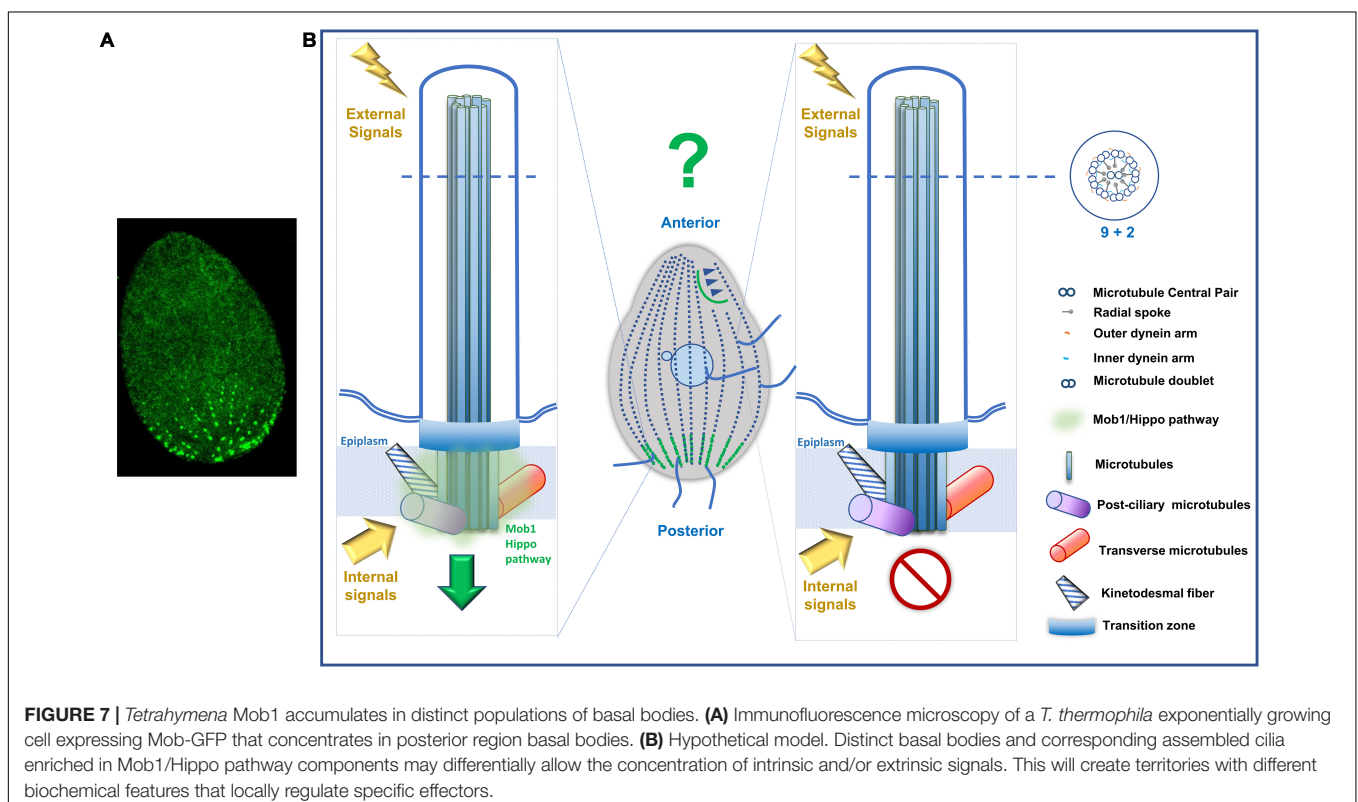 A
B
External
Signals
Epiplasm
Internal
signals
Mob1
Hippo
pathway
?
Anterior
Posterior
External
Signals
Epiplasm
Internal
signals
9 + 2
Microtubule Central Pair
Radial spoke
Outer dynein arm
Inner dynein arm
Microtubule doublet
Mob1/Hippo pathway
Microtubules
Post-ciliary microtubules
Transverse microtubules
Kinetodesmal fiber
Transition zone
FIGURE 7 | Tetrahymena Mob1 accumulates in distinct populations of basal bodies. (A) Immunofluorescence microscopy of a T. thermophila exponentially growing
cell expressing Mob-GFP that concentrates in posterior region basal bodies. (B) Hypothetical model. Distinct basal bodies and corresponding assembled cilia
enriched in Mob1/Hippo pathway components may differentially allow the concentration of intrinsic and/or extrinsic signals. This will create territories with different
biochemical features that locally regulate specific effectors.